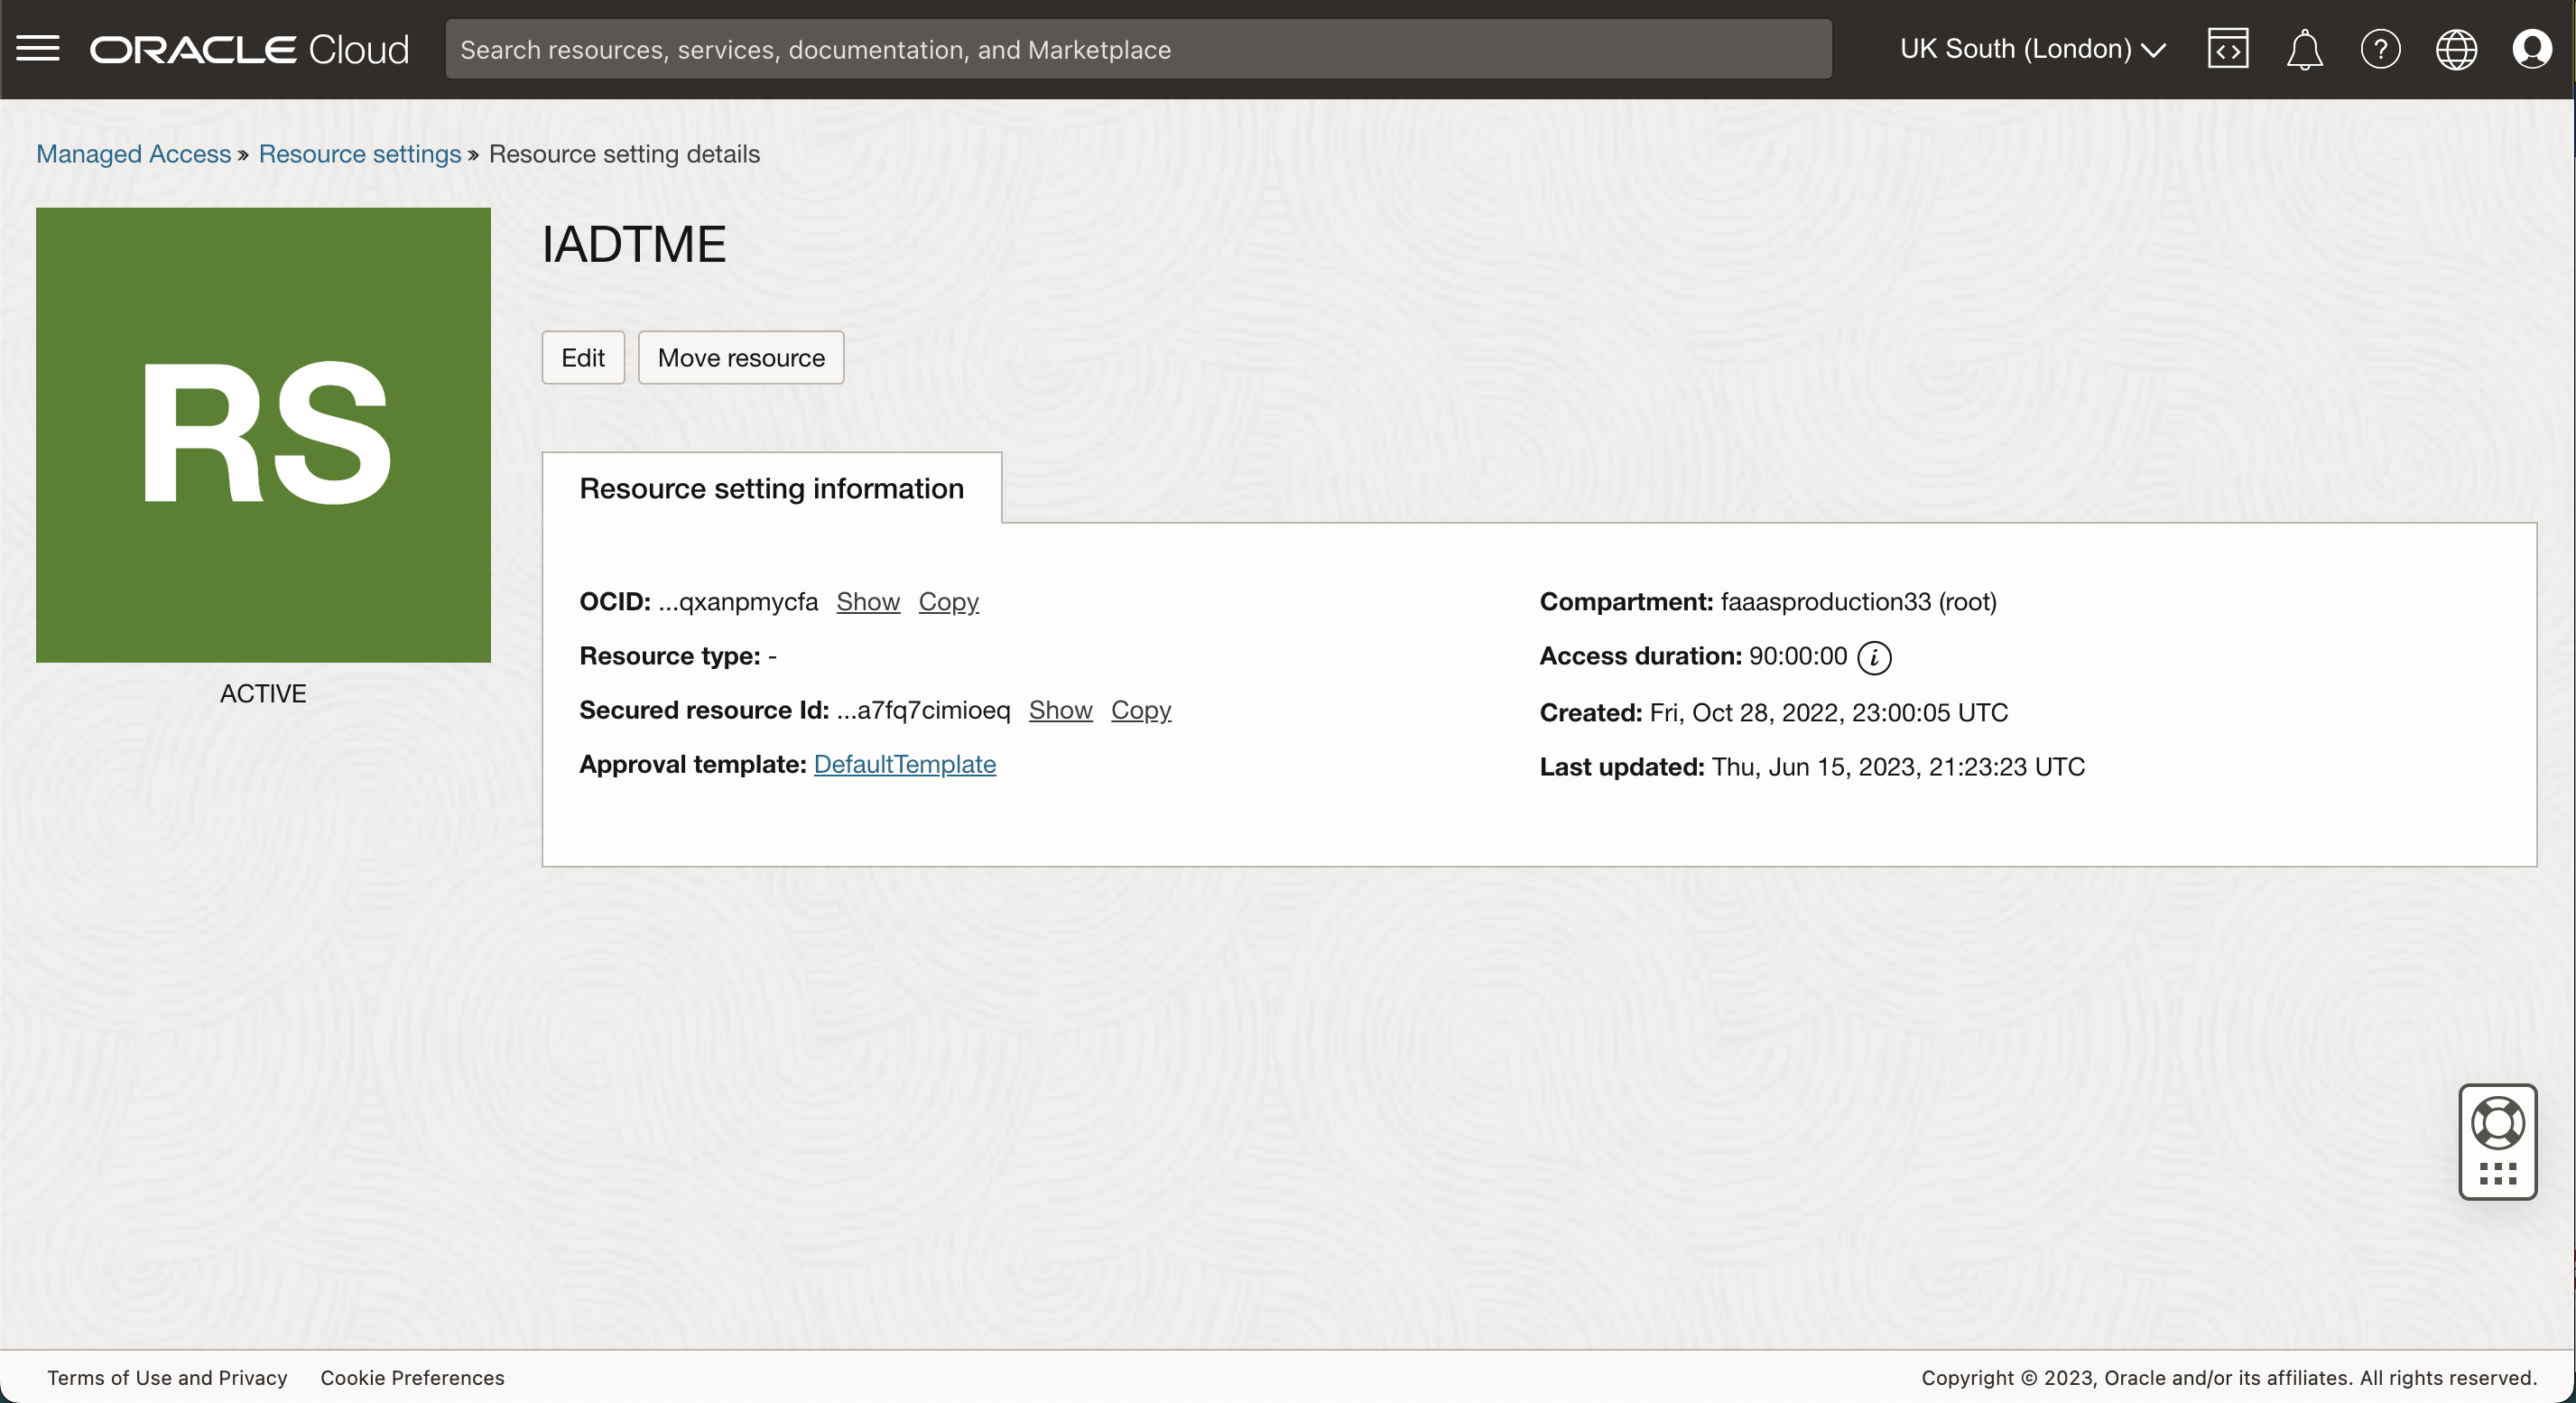 ORACLE Cloud
Search resources, services, documentation, and Marketplace
UK South (London)
Managed Access » Resource settings » Resource setting details
RS
ACTIVE
IADTME
Edit
Move resource
Resource setting information
OCID: ...qxanpmycfa Show Copy
Resource type: -
Secured resource Id: ...a7fq7cimioeq Show Copy
Approval template: DefaultTemplate
Compartment: faaasproduction33 (root)
Access duration: 90:00:00
Created: Fri, Oct 28, 2022, 23:00:05 UTC
Last updated: Thu, Jun 15, 2023, 21:23:23 UTC
Terms of Use and Privacy Cookie Preferences
Copyright © 2023, Oracle and/or its affiliates. All rights reserved.